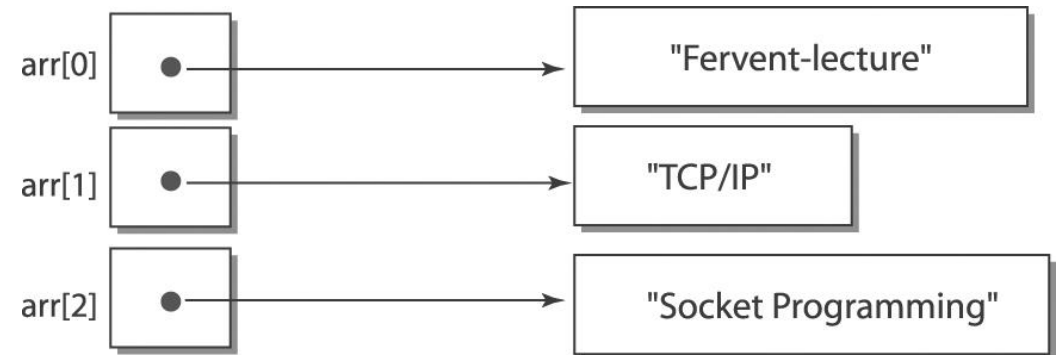 arr[0] "Fervent-lecture"
arr[1] "TCP/IP"
arr[2] "Socket Programming"